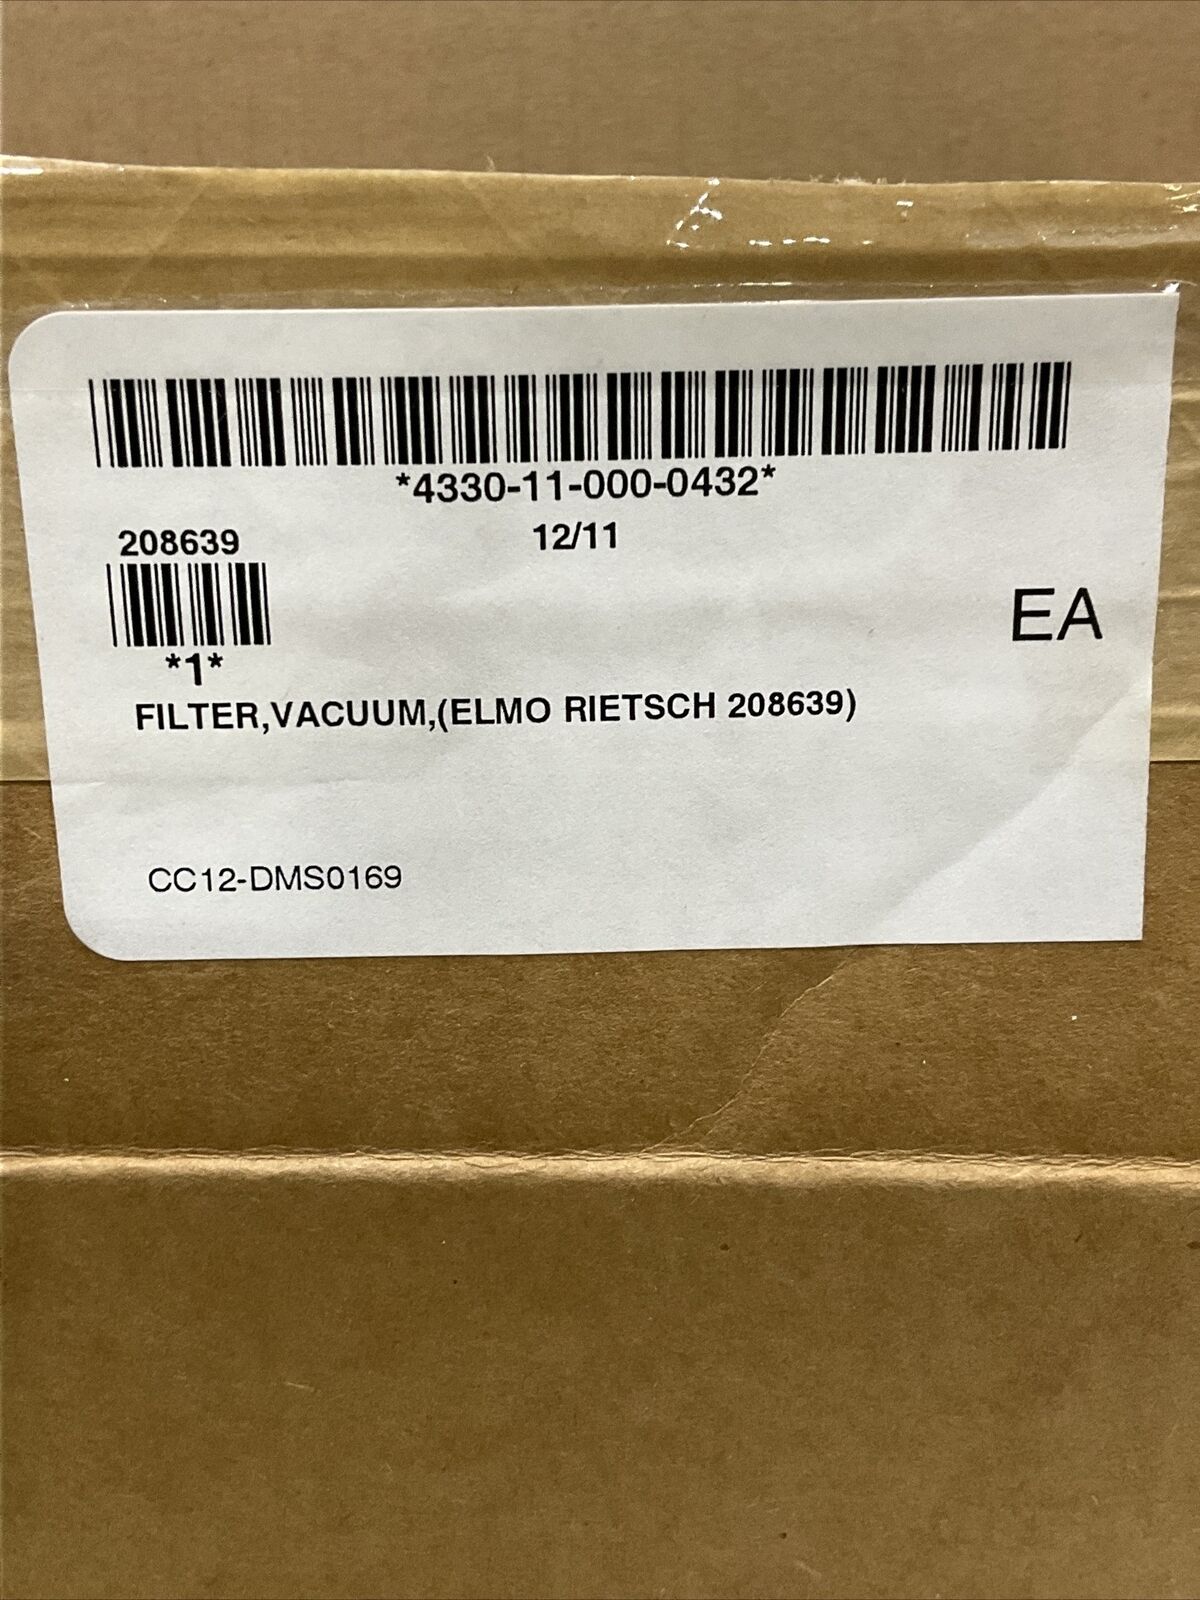 *4330-11-000-0432*
208639
12/11
EA
*1*
FILTER,VACUUM,(ELMO RIETSCH 208639)
CC12-DMS0169